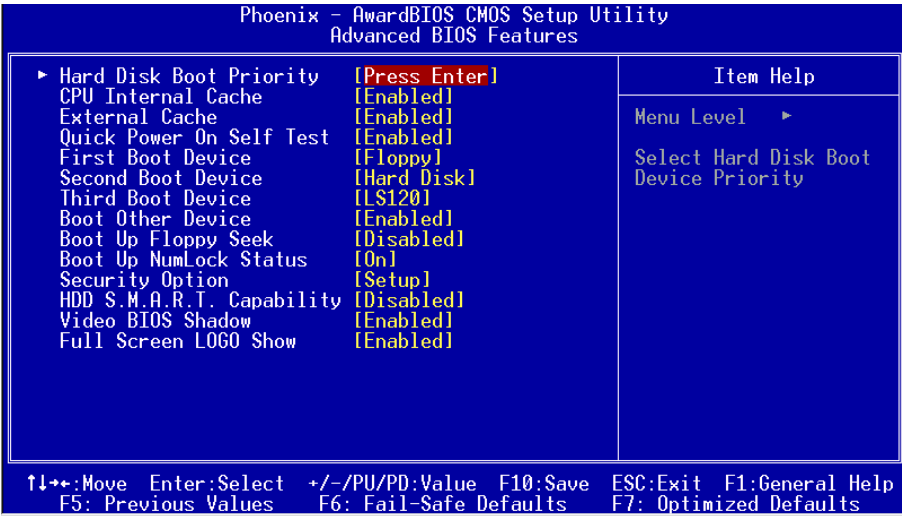 Phoenix - AwardBIOS CMOS Setup Utility
Advanced BIOS Features
► Hard Disk Boot Priority [Press Enter]
CPU Internal Cache [Enabled]
External Cache [Enabled]
Quick Power On Self Test [Enabled]
First Boot Device [Floppy]
Second Boot Device [Hard Disk]
Third Boot Device [LS120]
Boot Other Device [Enabled]
Boot Up Floppy Seek [Disabled]
Boot Up NumLock Status [On]
Security Option [Setup]
HDD S.M.A.R.T. Capability [Disabled]
Video BIOS Shadow [Enabled]
Full Screen LOGO Show [Enabled]
Item Help
Menu Level ►
Select Hard Disk Boot
Device Priority
↑↓→←:Move Enter:Select +/-/PU/PD:Value F10:Save ESC:Exit F1:General Help
F5: Previous Values F6: Fail-Safe Defaults F7: Optimized Defaults